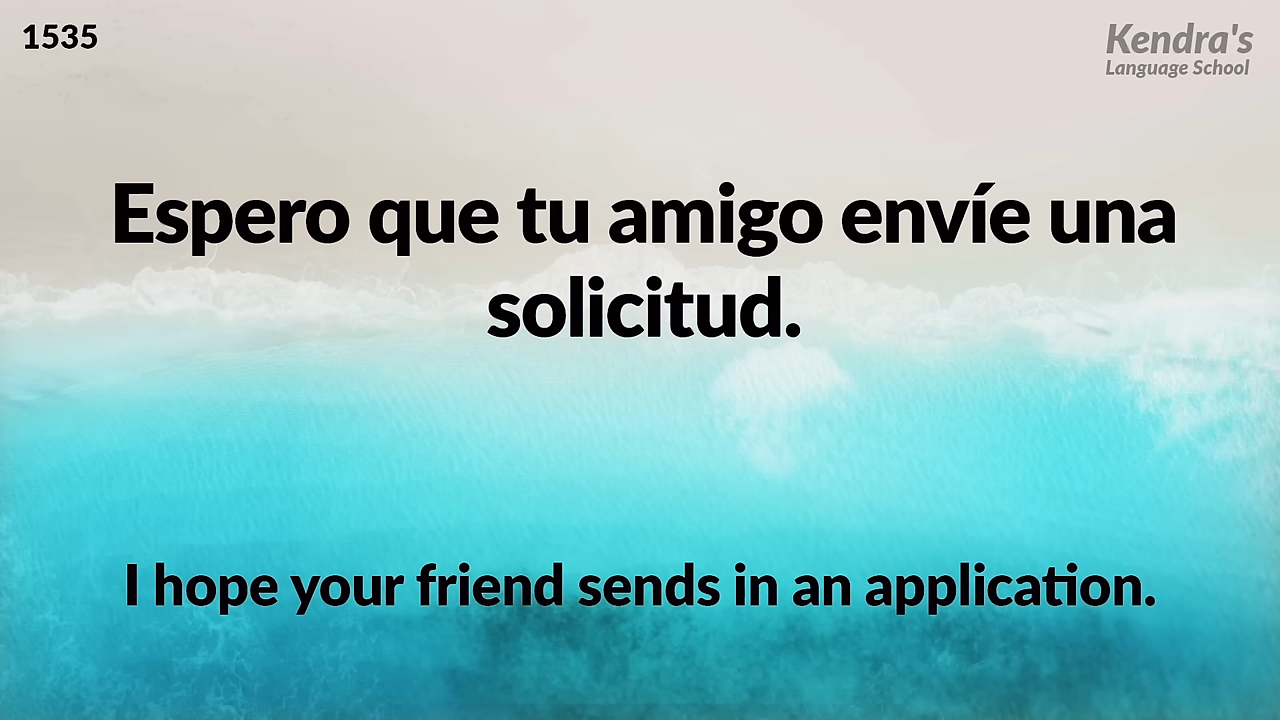 1535
Kendra's
Language School
Espero que tu amigo envíe una
solicitud.
I hope your friend sends in an application.